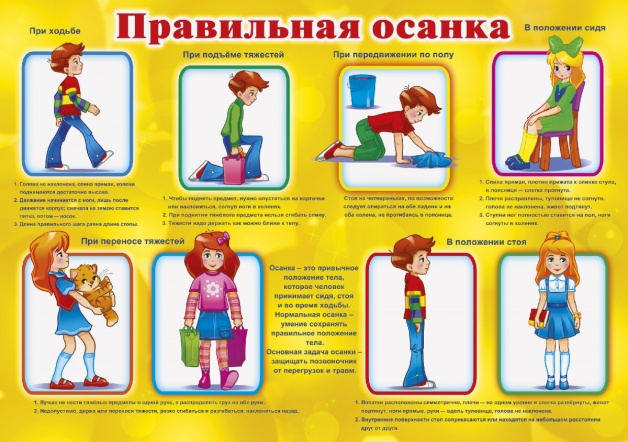 Правильная осанка
При ходьбе
При подъёме тяжестей
При передвижении по полу
В положении сидя
1. Голова не наклонена, спина прямая, колени
поднимаются достаточно высоко.
2. Движение начинается с ноги, лишь после
движется корпус; сначала на землю ставится
пятка, потом — носок.
3. Длина правильного шага равна длине стопы.
1. Чтобы поднять предмет, нужно опуститься на корточки
или наклониться, согнув ноги в коленях.
2. При поднятии тяжёлого предмета нельзя сгибать спину.
3. Тяжести надо держать как можно ближе к телу.
Стоя на четвереньках, по возможности
следует опираться на обе ладони и на
оба колена, не прогибаясь в пояснице.
1. Спина прямая, плотно прижата к спинке стула,
в пояснице — слегка прогнута.
2. Плечи расправлены, туловище не согнуто,
голова не наклонена, живот подтянут.
3. Ступни ног полностью ставятся на пол, ноги
согнуты в коленях.
При переносе тяжестей
В положении стоя
Осанка – это привычное
положение тела,
которое человек
принимает сидя, стоя
и во время ходьбы.
Нормальная осанка –
умение сохранять
правильное положение
тела.
Основная задача осанки –
защищать позвоночник
от перегрузок и травм.
1. Лучше не нести тяжёлые предметы в одной руке, а распределять груз на обе руки.
2. Недопустимо, держа или перенося тяжести, резко сгибаться и разгибаться, наклоняться назад.
1. Лопатки расположены симметрично, плечи — на одном уровне и слегка развёрнуты, живот
подтянут, ноги прямые, руки — вдоль туловища, голова не наклонена.
2. Внутренние поверхности стоп соприкасаются или находятся на небольшом расстоянии
друг от друга.